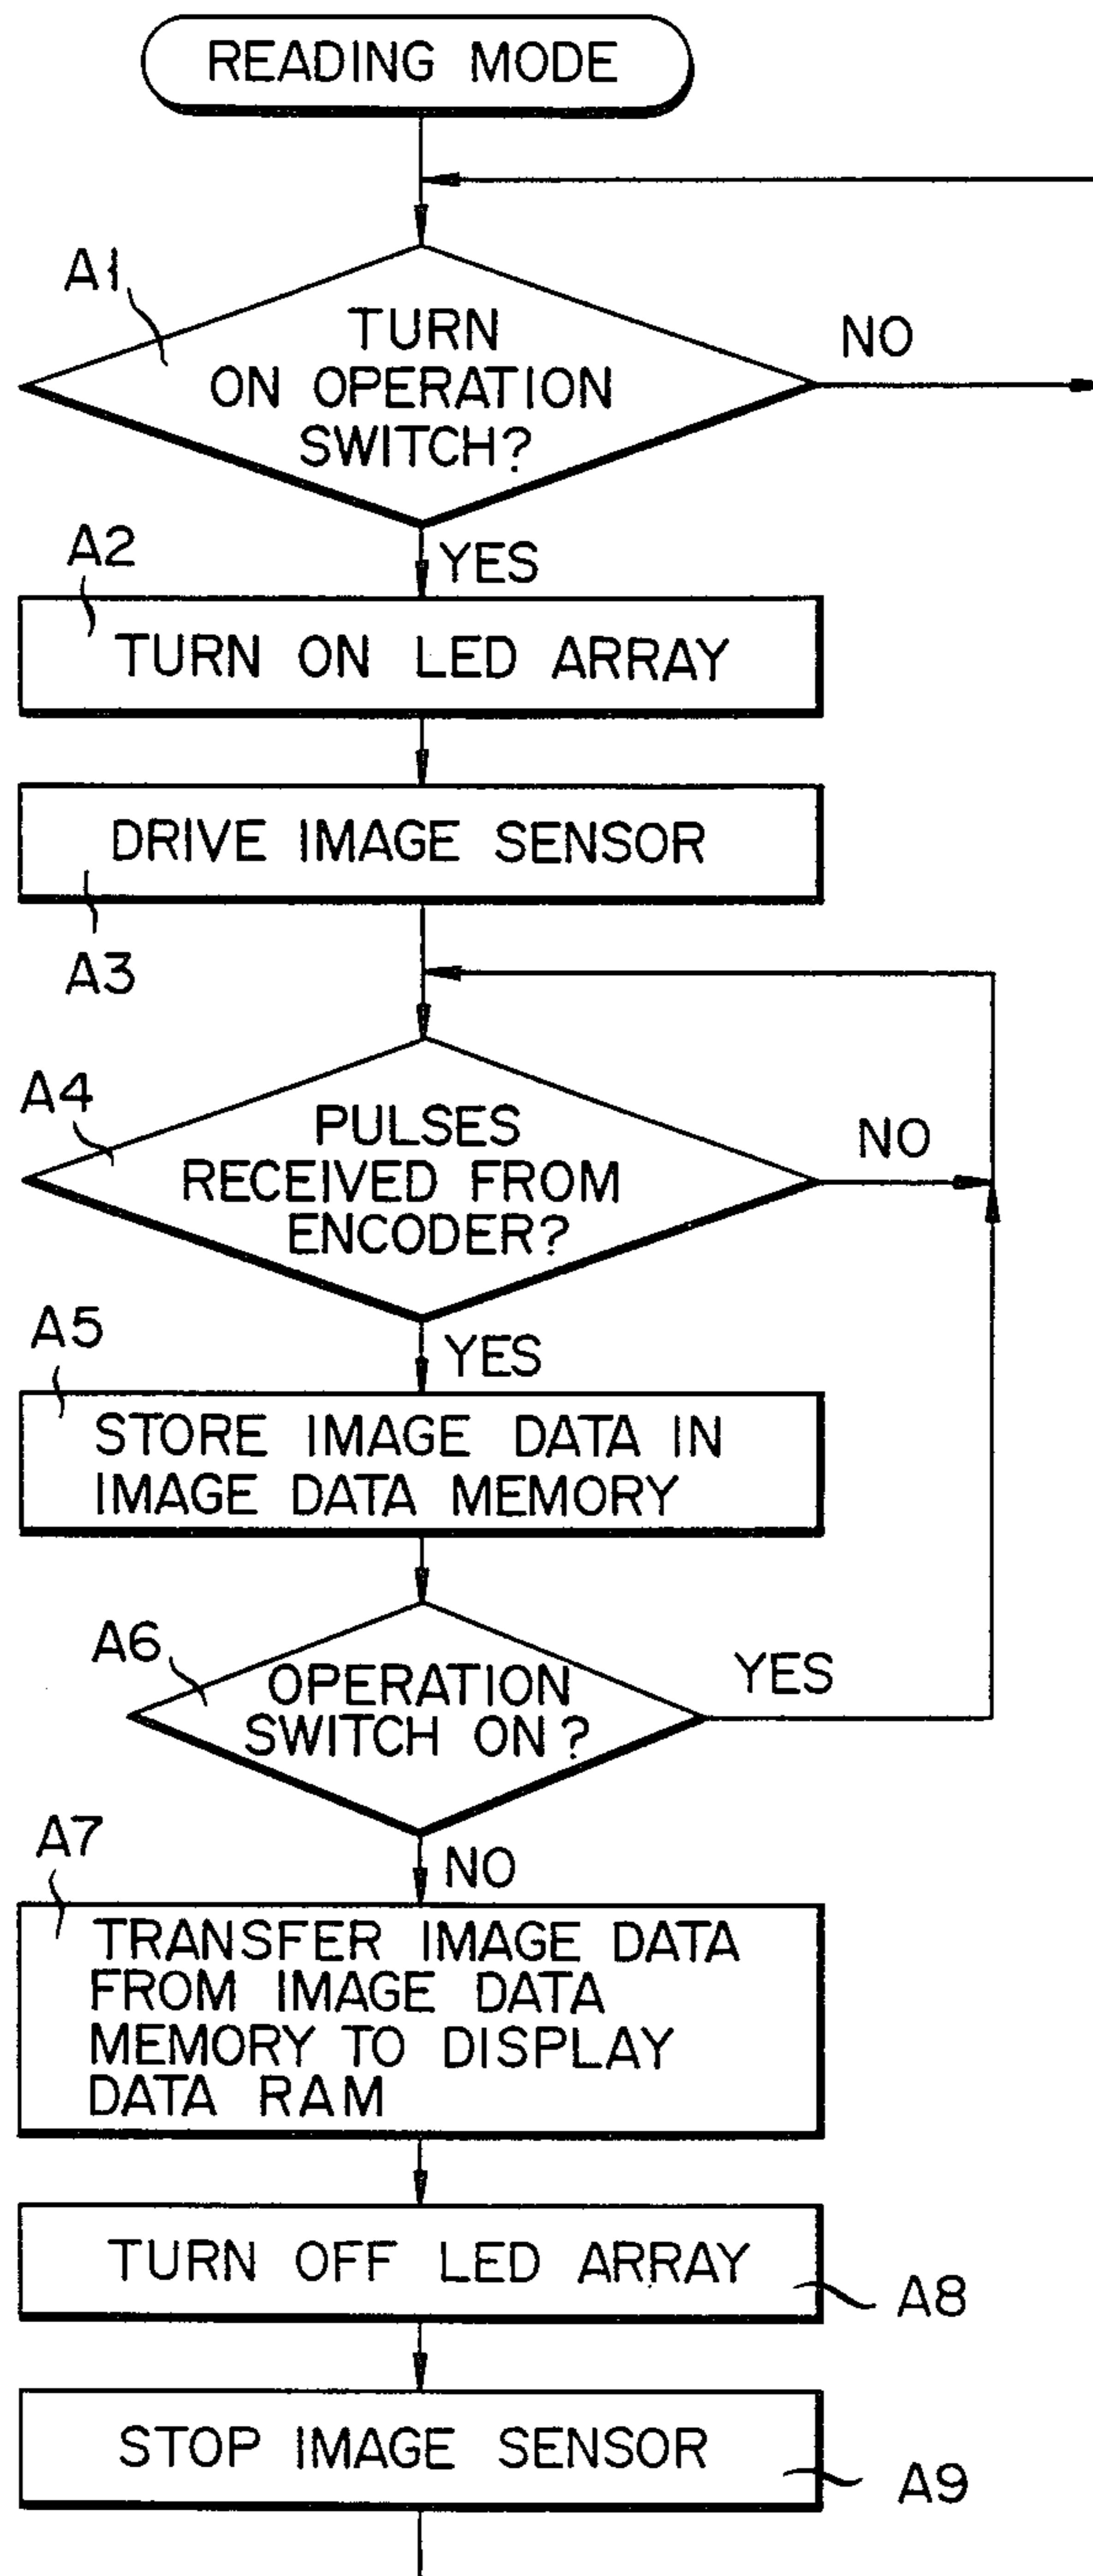 READING MODE
A1
TURN
ON OPERATION
SWITCH?
NO
A2
YES
TURN ON LED ARRAY
DRIVE IMAGE SENSOR
A3
A4
PULSES
RECEIVED FROM
ENCODER?
NO
A5
YES
STORE IMAGE DATA IN
IMAGE DATA MEMORY
A6
OPERATION
SWITCH ON?
YES
A7
NO
TRANSFER IMAGE DATA
FROM IMAGE DATA
MEMORY TO DISPLAY
DATA RAM
TURN OFF LED ARRAY
A8
STOP IMAGE SENSOR
A9